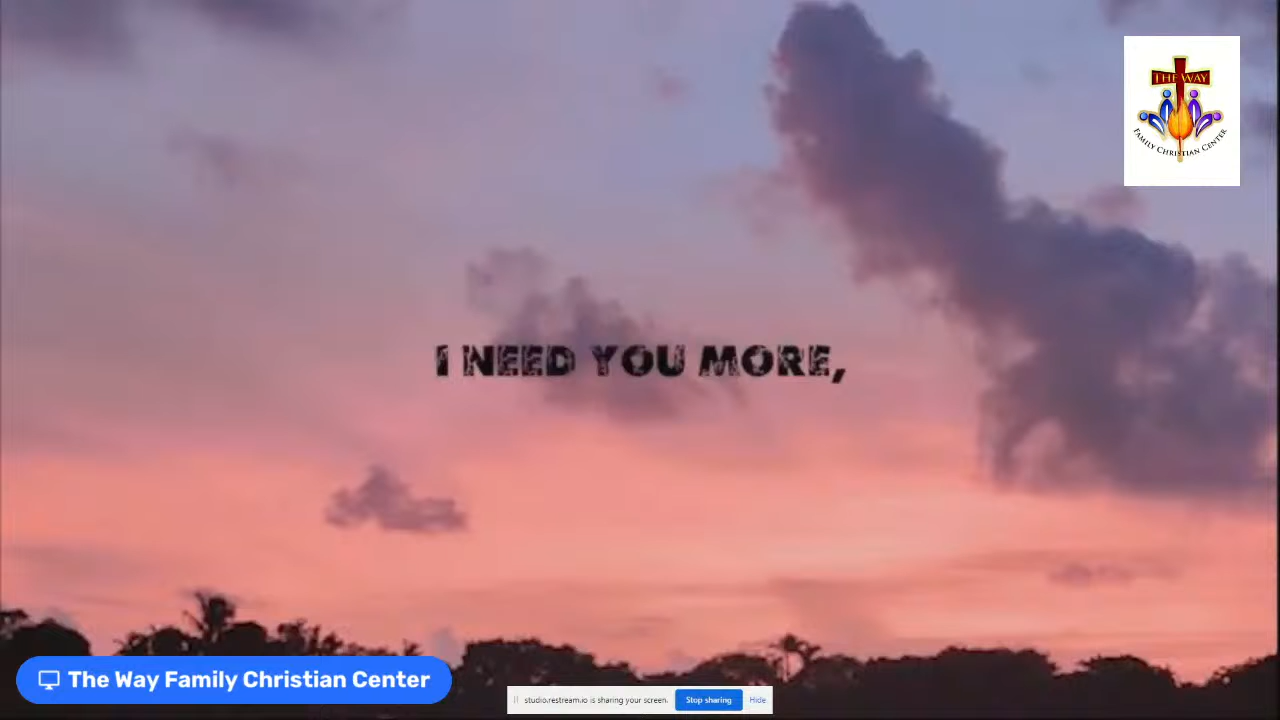 THE WAY
FAMILY CHRISTIAN CENTER
I NEED YOU MORE,
The Way Family Christian Center
studio.restream.io is sharing your screen.
Stop sharing
Hide